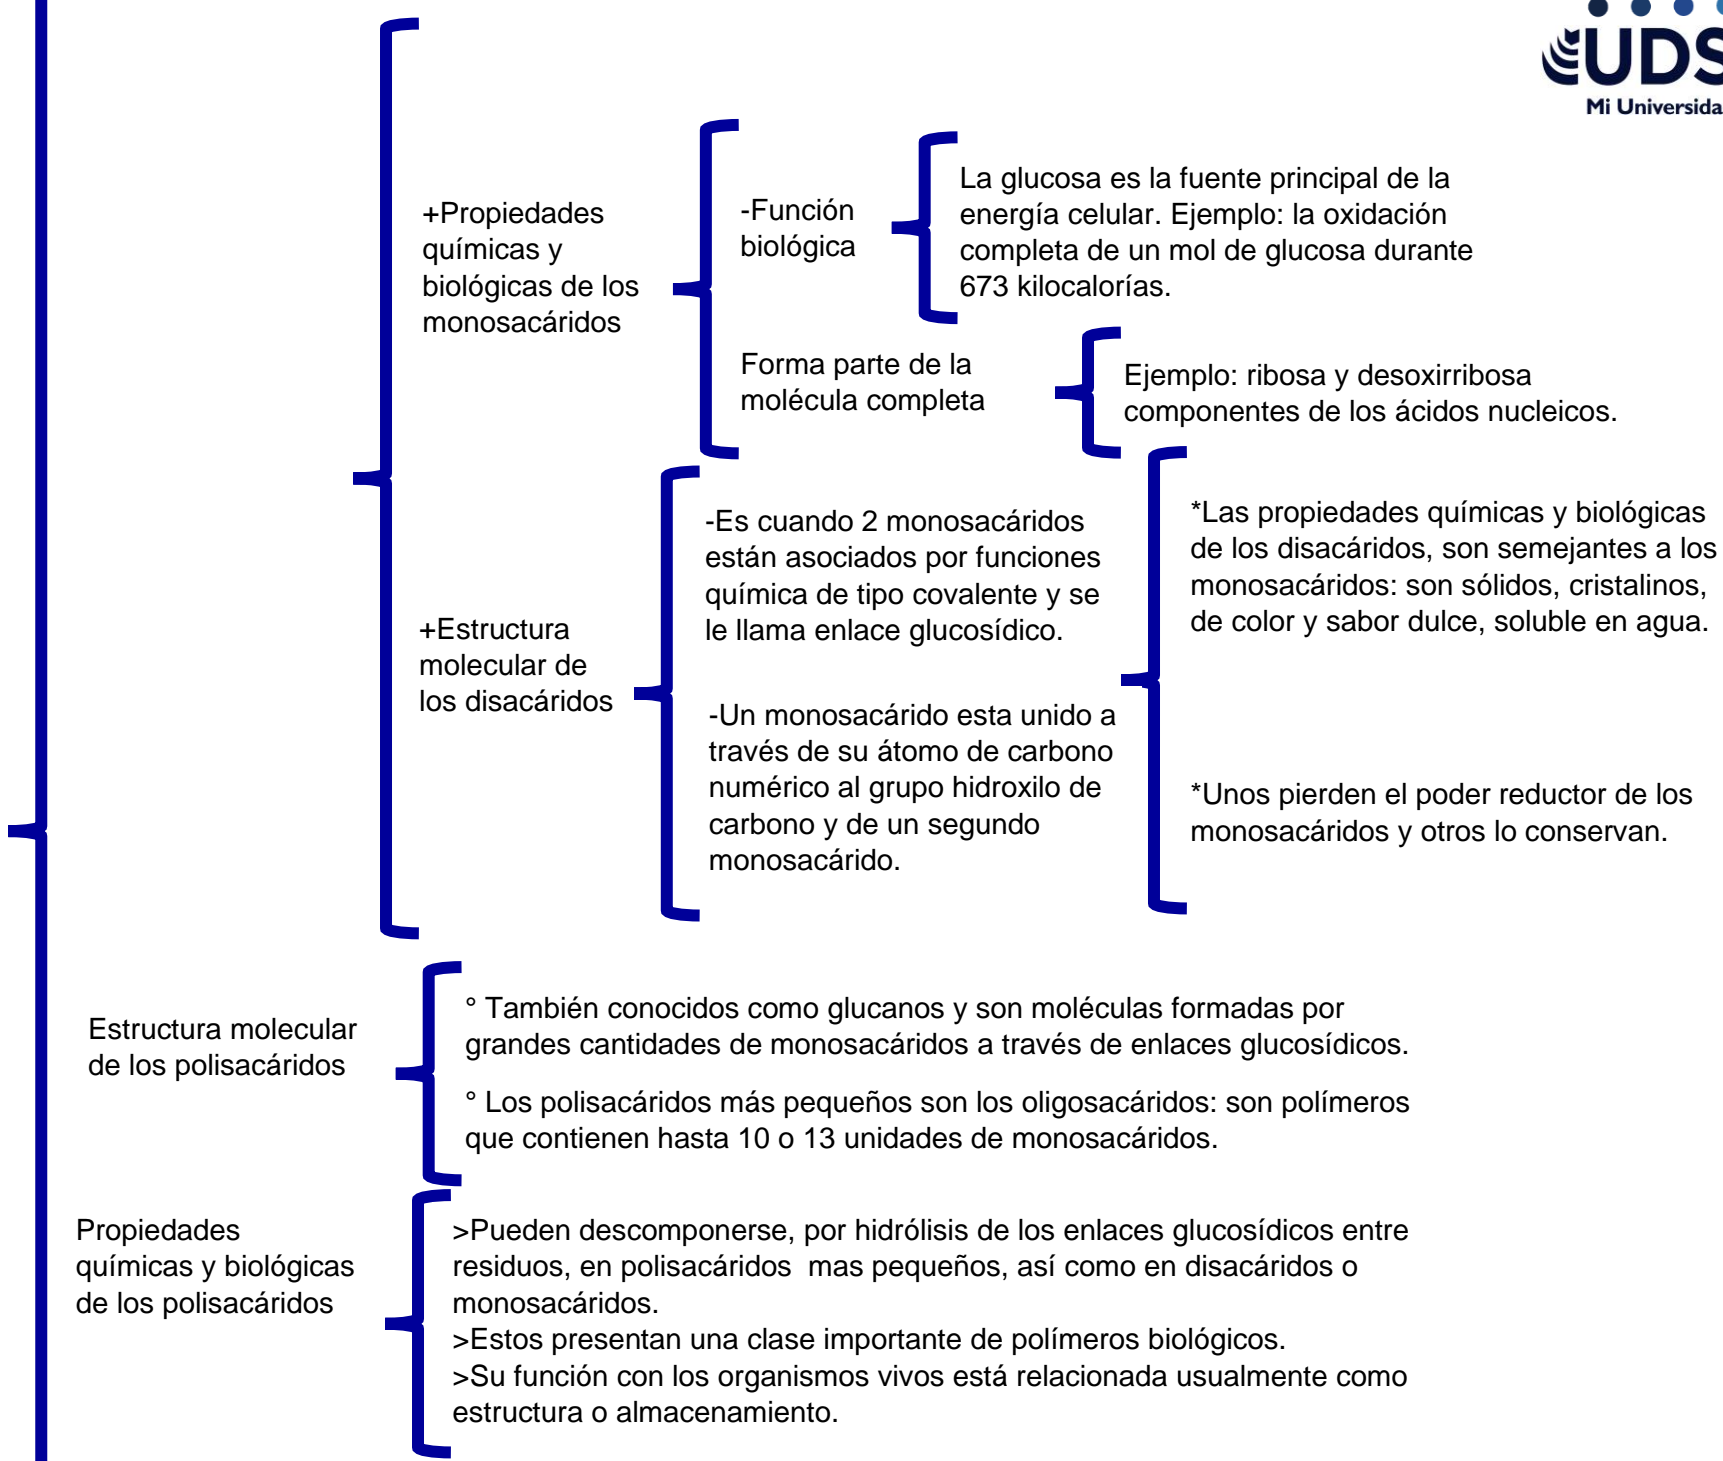 UDS
Mi Universida
+Propiedades
químicas y
biológicas de los
monosacáridos
-Función
biológica
La glucosa es la fuente principal de la
energía celular. Ejemplo: la oxidación
completa de un mol de glucosa durante
673 kilocalorías.
Forma parte de la
molécula completa
Ejemplo: ribosa y desoxirribosa
componentes de los ácidos nucleicos.
+Estructura
molecular de
los disacáridos
-Es cuando 2 monosacáridos
están asociados por funciones
química de tipo covalente y se
le llama enlace glucosídico.
-Un monosacárido esta unido a
través de su átomo de carbono
numérico al grupo hidroxilo de
carbono y de un segundo
monosacárido.
*Las propiedades químicas y biológicas
de los disacáridos, son semejantes a los
monosacáridos: son sólidos, cristalinos,
de color y sabor dulce, soluble en agua.
*Unos pierden el poder reductor de los
monosacáridos y otros lo conservan.
Estructura molecular
de los polisacáridos
° También conocidos como glucanos y son moléculas formadas por
grandes cantidades de monosacáridos a través de enlaces glucosídicos.
° Los polisacáridos más pequeños son los oligosacáridos: son polímeros
que contienen hasta 10 o 13 unidades de monosacáridos.
Propiedades
químicas y biológicas
de los polisacáridos
>Pueden descomponerse, por hidrólisis de los enlaces glucosídicos entre
residuos, en polisacáridos  mas pequeños, así como en disacáridos o
monosacáridos.
>Estos presentan una clase importante de polímeros biológicos.
>Su función con los organismos vivos está relacionada usualmente como
estructura o almacenamiento.